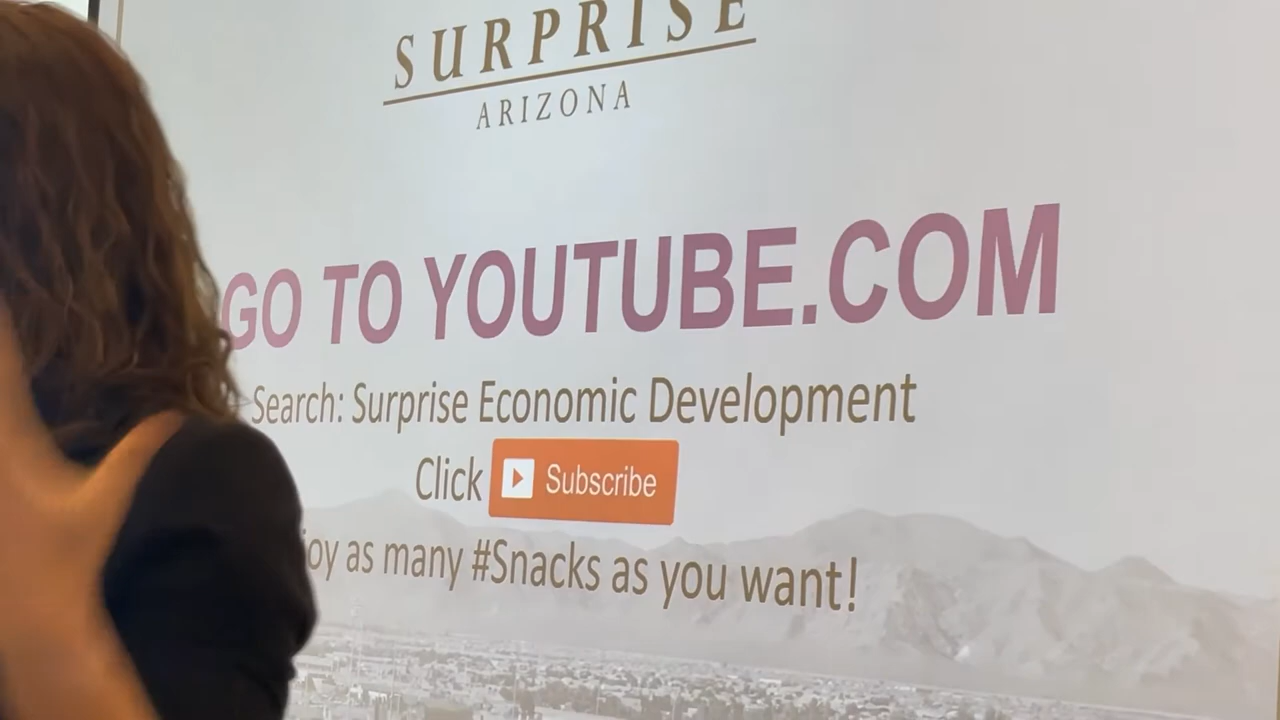 SURPRISE
ARIZONA
GO TO YOUTUBE.COM
Search: Surprise Economic Development
Click Subscribe
as many #Snacks as you want!